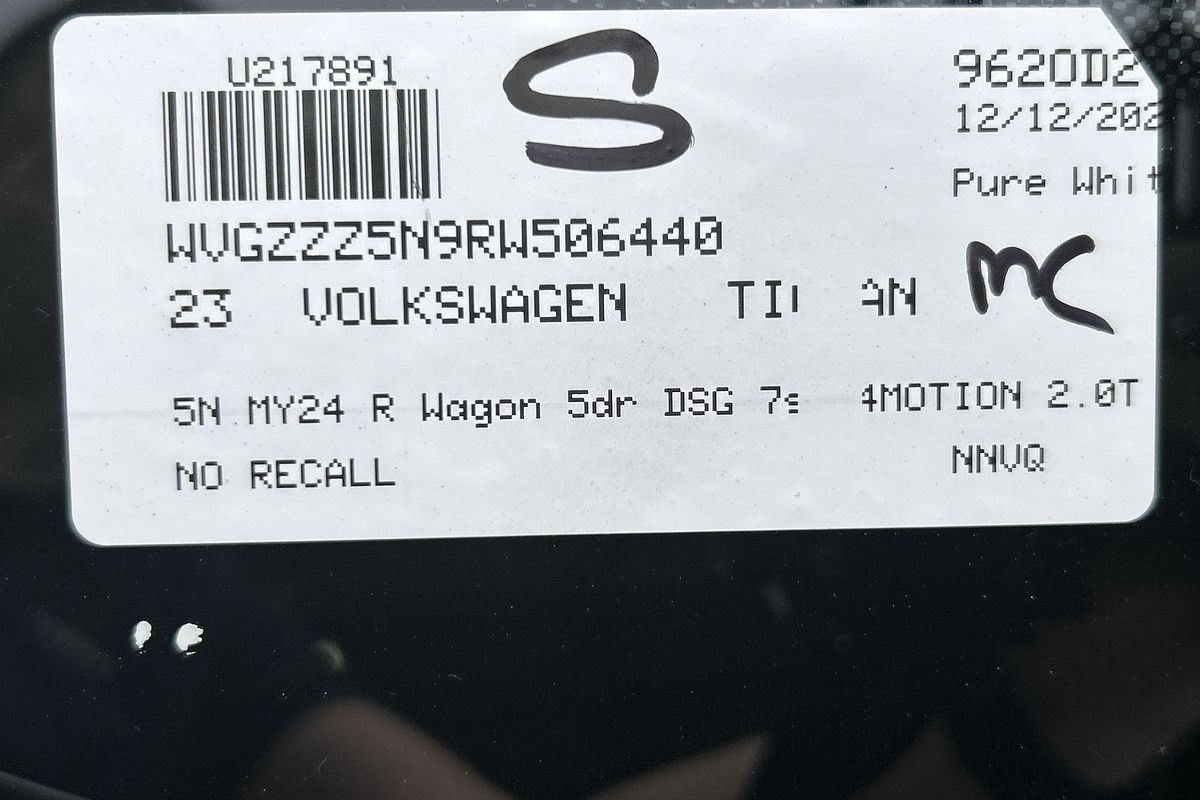 U217891
S
9620D2
12/12/202
Pure Whit
WVGZZZ5N9RW506440
23 VOLKSWAGEN
MC
5N MY24 R Wagon 5dr DSG 4MOTION 2.0T
NO RECALL NNVQ